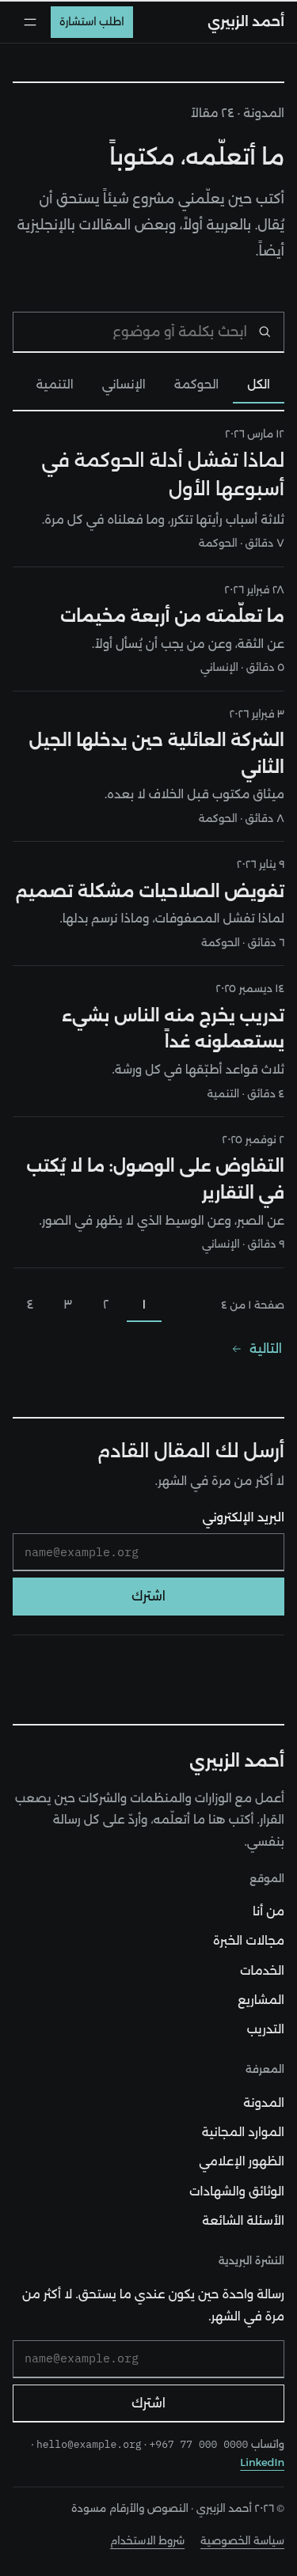 أحمد الزبيري
اطلب استشارة
المدونة · ٢٤ مقالاً
ما أتعلّمه، مكتوباً
أكتب حين يعلّمني مشروع شيئاً يستحق أن
يُقال. بالعربية أولاً، وبعض المقالات بالإنجليزية
أيضاً.
ابحث بكلمة أو موضوع
الكل
الحوكمة
الإنساني
التنمية
١٢ مارس ٢٠٢٦
لماذا تفشل أدلة الحوكمة في
أسبوعها الأول
ثلاثة أسباب رأيتها تتكرر، وما فعلناه في كل مرة.
٧ دقائق · الحوكمة
٢٨ فبراير ٢٠٢٦
ما تعلّمته من أربعة مخيمات
عن الثقة، وعن من يجب أن يُسأل أولاً.
٥ دقائق · الإنساني
٣ فبراير ٢٠٢٦
الشركة العائلية حين يدخلها الجيل
الثاني
ميثاق مكتوب قبل الخلاف لا بعده.
٨ دقائق · الحوكمة
٩ يناير ٢٠٢٦
تفويض الصلاحيات مشكلة تصميم
لماذا تفشل المصفوفات، وماذا نرسم بدلها.
٦ دقائق · الحوكمة
١٤ ديسمبر ٢٠٢٥
تدريب يخرج منه الناس بشيء
يستعملونه غداً
ثلاث قواعد أطبّقها في كل ورشة.
٤ دقائق · التنمية
٢ نوفمبر ٢٠٢٥
التفاوض على الوصول: ما لا يُكتب
في التقارير
عن الصبر، وعن الوسيط الذي لا يظهر في الصور.
٩ دقائق · الإنساني
صفحة ١ من ٤
١
٢
٣
٤
التالية ←
أرسل لك المقال القادم
لا أكثر من مرة في الشهر.
البريد الإلكتروني
name@example.org
اشترك
أحمد الزبيري
أعمل مع الوزارات والمنظمات والشركات حين يصعب
القرار. أكتب هنا ما أتعلّمه، وأردّ على كل رسالة
بنفسي.
الموقع
من أنا
مجالات الخبرة
الخدمات
المشاريع
التدريب
المعرفة
المدونة
الموارد المجانية
الظهور الإعلامي
الوثائق والشهادات
الأسئلة الشائعة
النشرة البريدية
رسالة واحدة حين يكون عندي ما يستحق. لا أكثر من
مرة في الشهر.
name@example.org
اشترك
واتساب +967 77 000 0000 · hello@example.org ·
LinkedIn
© ٢٠٢٦ أحمد الزبيري · النصوص والأرقام مسودة
سياسة الخصوصية
شروط الاستخدام